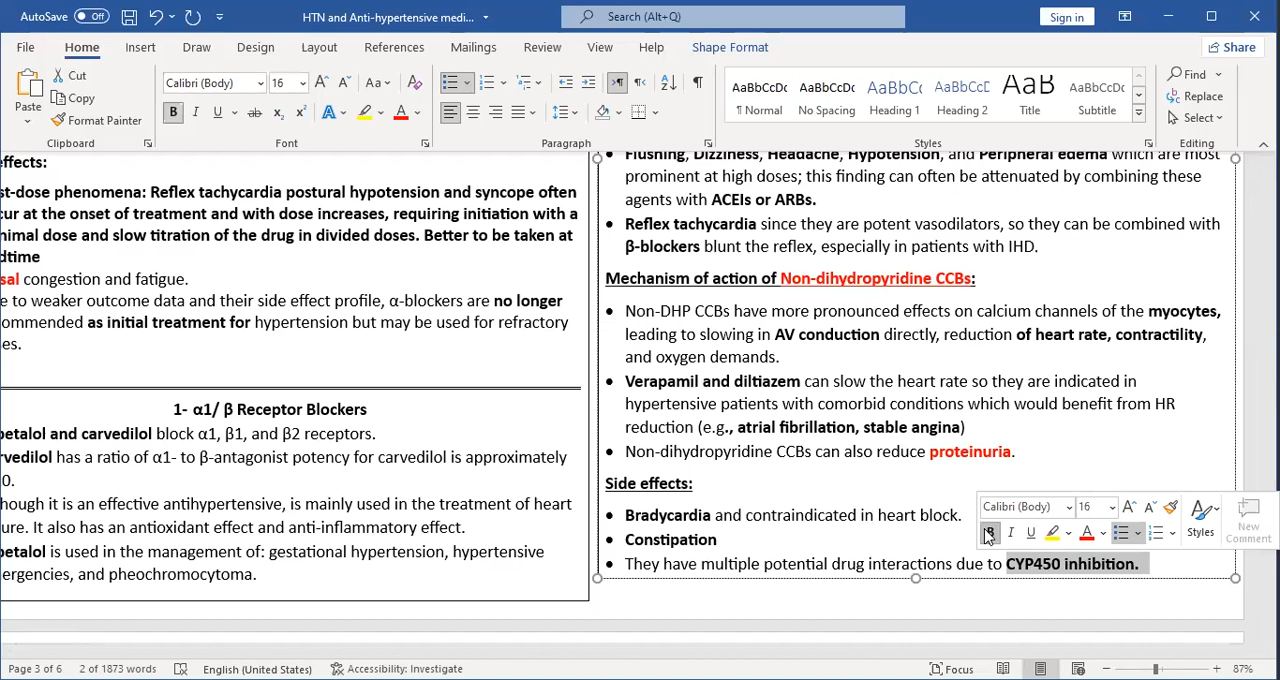 AutoSave Off HTN and Anti-hypertensive medi... Search (Alt+Q) Sign in
File Home Insert Draw Design Layout References Mailings Review View Help Shape Format Share
Paste Cut Copy Format Painter
Calibri (Body) 16 Aa
B I U ab x₂ x² A A
AaBbCcDc AaBbCcDc AaBbCc AaBbCcD AaB AaBbCcDc
¶ Normal No Spacing Heading 1 Heading 2 Title Subtitle
Find Replace Select
Clipboard Font Paragraph Styles Editing
effects:
st-dose phenomena: Reflex tachycardia postural hypotension and syncope often
cur at the onset of treatment and with dose increases, requiring initiation with a
nimal dose and slow titration of the drug in divided doses. Better to be taken at
dtime
sal congestion and fatigue.
e to weaker outcome data and their side effect profile, α-blockers are no longer
commended as initial treatment for hypertension but may be used for refractory
ses.
1- α1/ β Receptor Blockers
petalol and carvedilol block α1, β1, and β2 receptors.
rvedilol has a ratio of α1- to β-antagonist potency for carvedilol is approximately
0.
hough it is an effective antihypertensive, is mainly used in the treatment of heart
ure. It also has an antioxidant effect and anti-inflammatory effect.
petalol is used in the management of: gestational hypertension, hypertensive
ergencies, and pheochromocytoma.
• Flushing, Dizziness, Headache, Hypotension, and Peripheral edema which are most
prominent at high doses; this finding can often be attenuated by combining these
agents with ACEIs or ARBs.
• Reflex tachycardia since they are potent vasodilators, so they can be combined with
β-blockers blunt the reflex, especially in patients with IHD.
Mechanism of action of Non-dihydropyridine CCBs:
• Non-DHP CCBs have more pronounced effects on calcium channels of the myocytes,
leading to slowing in AV conduction directly, reduction of heart rate, contractility,
and oxygen demands.
• Verapamil and diltiazem can slow the heart rate so they are indicated in
hypertensive patients with comorbid conditions which would benefit from HR
reduction (e.g., atrial fibrillation, stable angina)
• Non-dihydropyridine CCBs can also reduce proteinuria.
Side effects:
• Bradycardia and contraindicated in heart block.
• Constipation
• They have multiple potential drug interactions due to CYP450 inhibition.
Calibri (Body) 16
B I U A Styles New Comment
Page 3 of 6 2 of 1873 words English (United States) Accessibility: Investigate Focus 87%